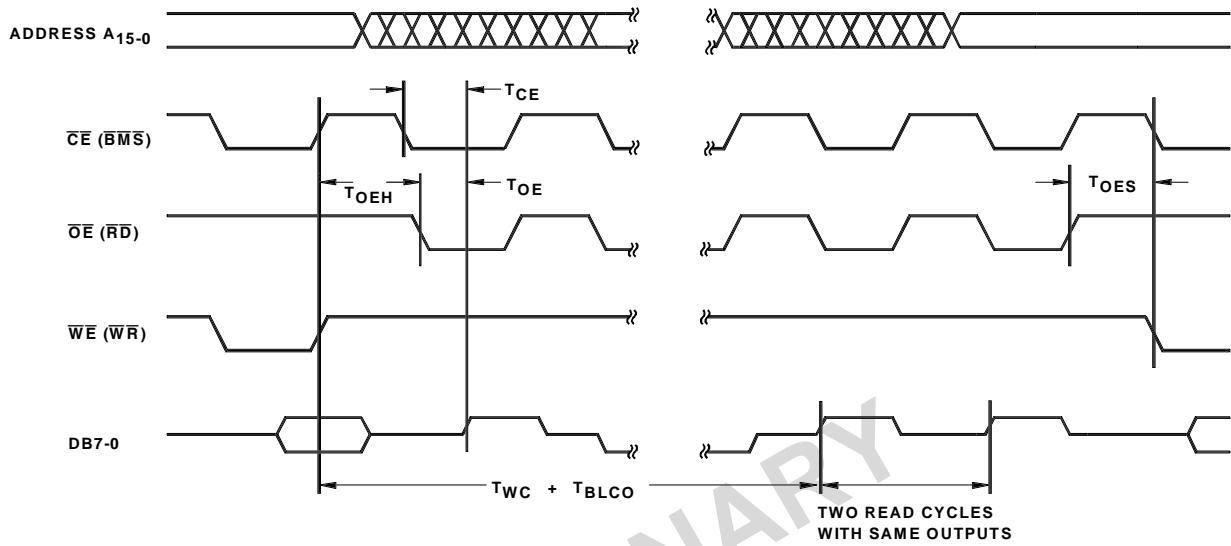 ADDRESS A15-0
TCE
CE (BMS)
TOEH
TOE
TOES
OE (RD)
WE (WR)
DB7-0
TWC + TBLCO
TWO READ CYCLES
WITH SAME OUTPUTS
NARY